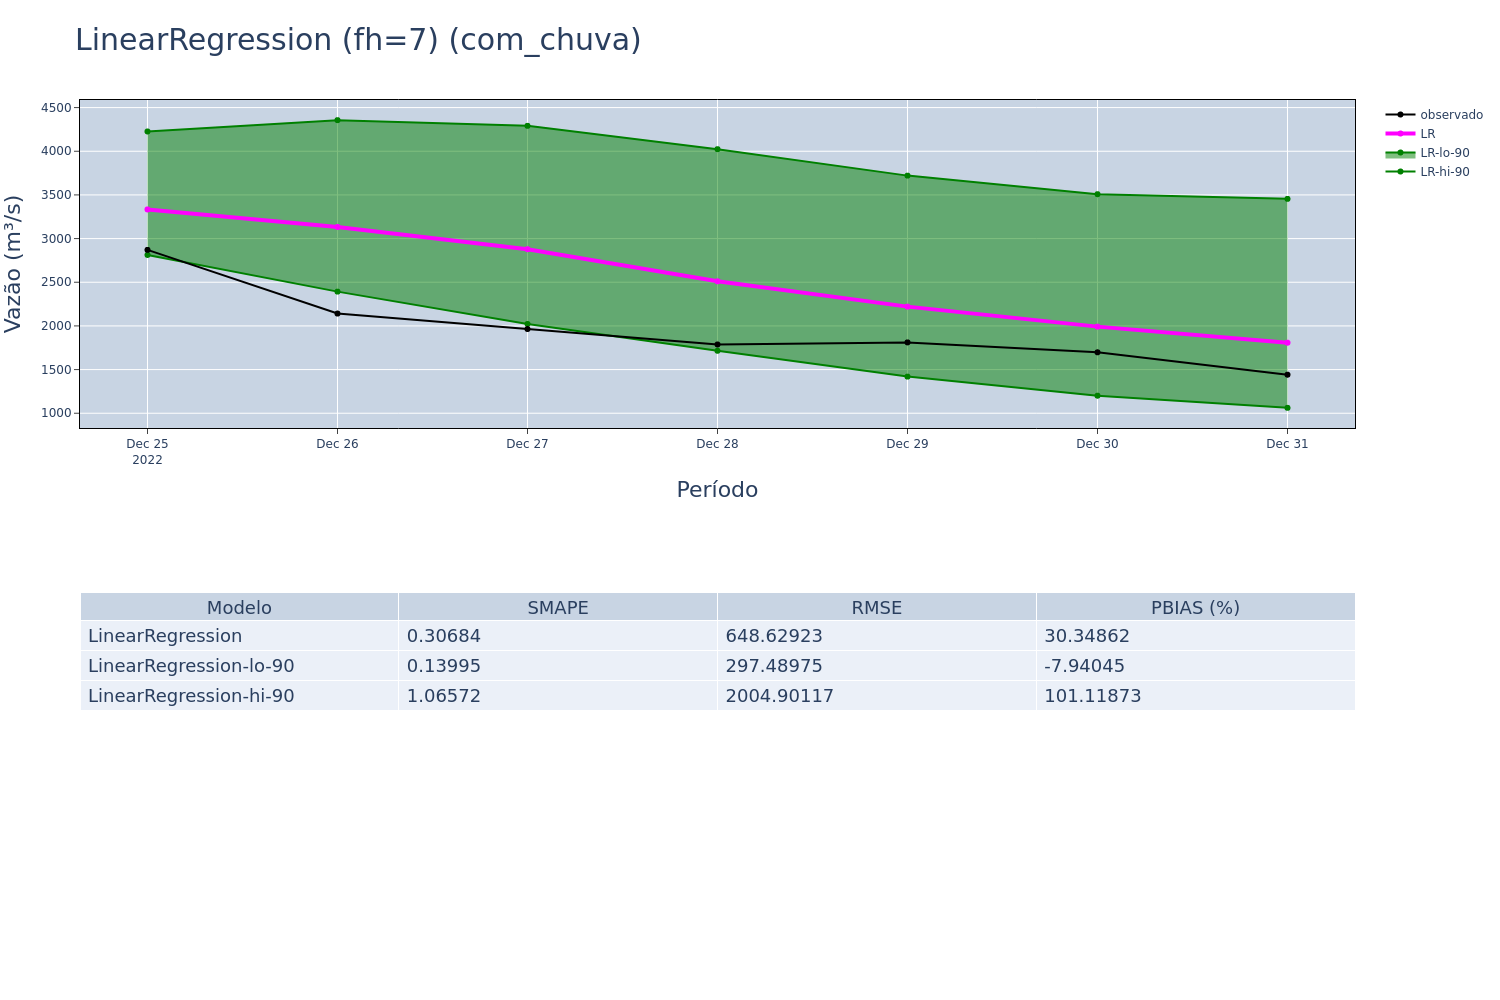 LinearRegression (fh=7) (com_chuva)
Vazão (m³/s)
4500
4000
3500
3000
2500
2000
1500
1000
observado
LR
LR-lo-90
LR-hi-90
Dec 25 Dec 26 Dec 27 Dec 28 Dec 29 Dec 30 Dec 31
2022
Período
Modelo SMAPE RMSE PBIAS (%)
LinearRegression 0.30684 648.62923 30.34862
LinearRegression-lo-90 0.13995 297.48975 -7.94045
LinearRegression-hi-90 1.06572 2004.90117 101.11873